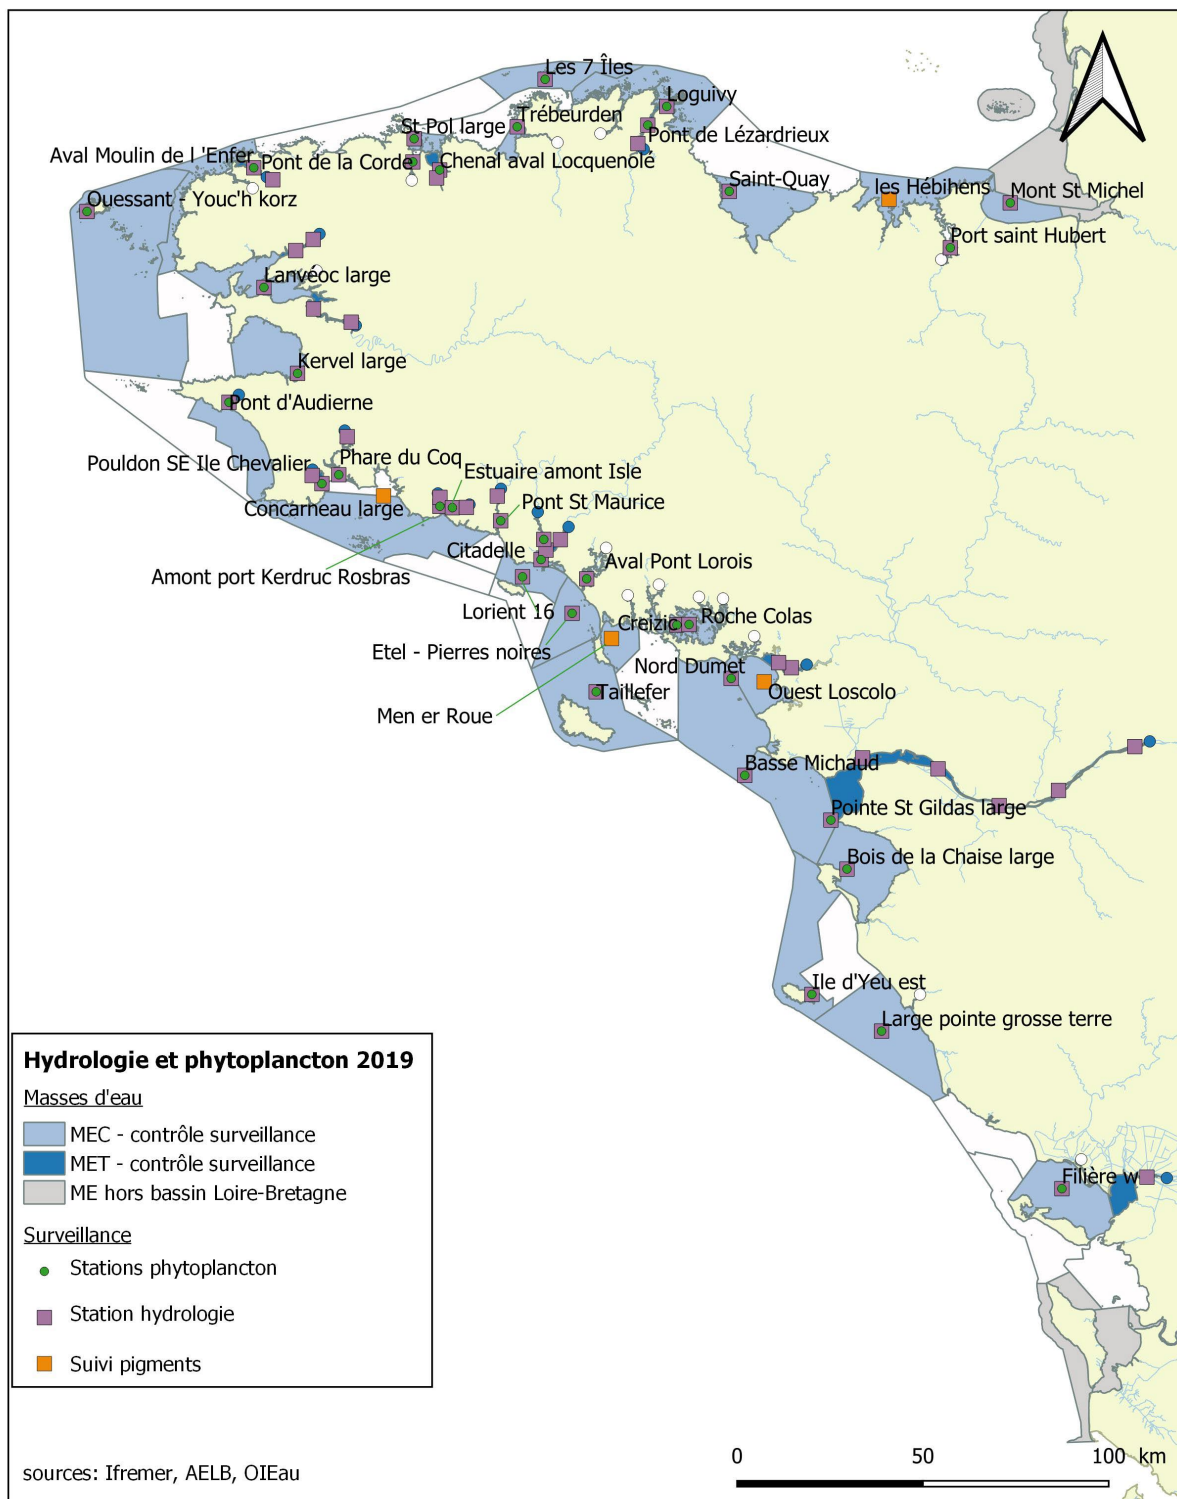 Les 7 Îles
Loguivy
Trébeurden
St Pol large
Pont de Lézardrieux
Aval Moulin de l 'Enfer
Pont de la Corde
Chenal aval Locquenolé
Ouessant - Youc'h korz
Saint-Quay
les Hébihens
Mont St Michel
Port saint Hubert
Lanvéoc large
Kervel large
Pont d'Audierne
Pouldon SE Ile Chevalier
Phare du Coq
Estuaire amont Isle
Concarneau large
Pont St Maurice
Citadelle
Aval Pont Lorois
Amont port Kerdruc Rosbras
Lorient 16
Creizic
Roche Colas
Etel - Pierres noires
Nord Dumet
Taillefer
Ouest Loscolo
Men er Roue
Basse Michaud
Pointe St Gildas large
Bois de la Chaise large
Ile d'Yeu est
Large pointe grosse terre
Filière w
Hydrologie et phytoplancton 2019
Masses d'eau
MEC - contrôle surveillance
MET - contrôle surveillance
ME hors bassin Loire-Bretagne
Surveillance
Stations phytoplancton
Station hydrologie
Suivi pigments
sources: Ifremer, AELB, OIEau
0 50 100 km